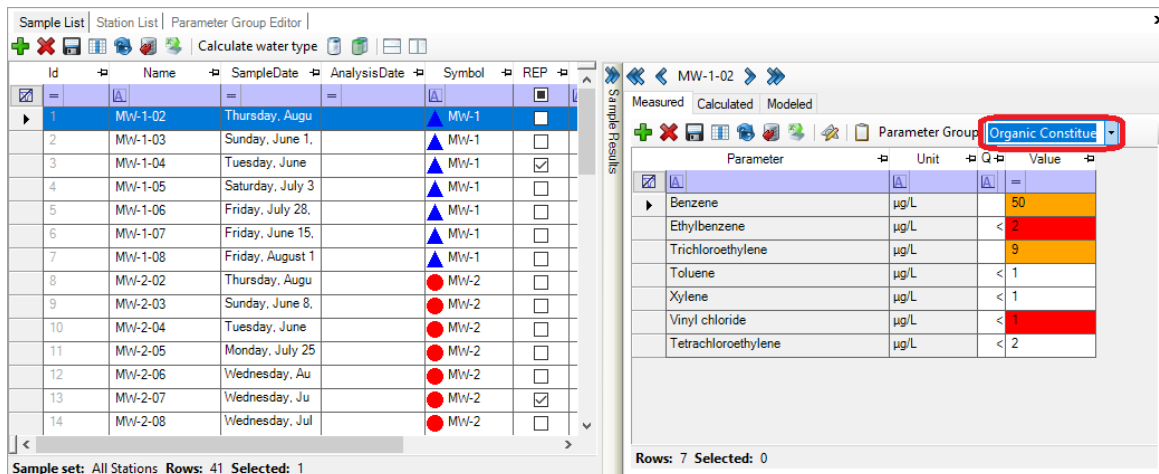 Sample List Station List Parameter Group Editor
Calculate water type
Id Name SampleDate AnalysisDate Symbol REP
= A = = A
1 MW-1-02 Thursday, Augu MW-1
2 MW-1-03 Sunday, June 1, MW-1
3 MW-1-04 Tuesday, June MW-1
4 MW-1-05 Saturday, July 3 MW-1
5 MW-1-06 Friday, July 28, MW-1
6 MW-1-07 Friday, June 15, MW-1
7 MW-1-08 Friday, August 1 MW-1
8 MW-2-02 Thursday, Augu MW-2
9 MW-2-03 Sunday, June 8, MW-2
10 MW-2-04 Tuesday, June MW-2
11 MW-2-05 Monday, July 25 MW-2
12 MW-2-06 Wednesday, Au MW-2
13 MW-2-07 Wednesday, Ju MW-2
14 MW-2-08 Wednesday, Jul MW-2
Sample set: All Stations Rows: 41 Selected: 1
Sample Results
MW-1-02
Measured Calculated Modeled
Parameter Group Organic Constitue
Parameter Unit Q Value
A A A =
Benzene µg/L 50
Ethylbenzene µg/L < 2
Trichloroethylene µg/L 9
Toluene µg/L < 1
Xylene µg/L < 1
Vinyl chloride µg/L < 1
Tetrachloroethylene µg/L < 2
Rows: 7 Selected: 0